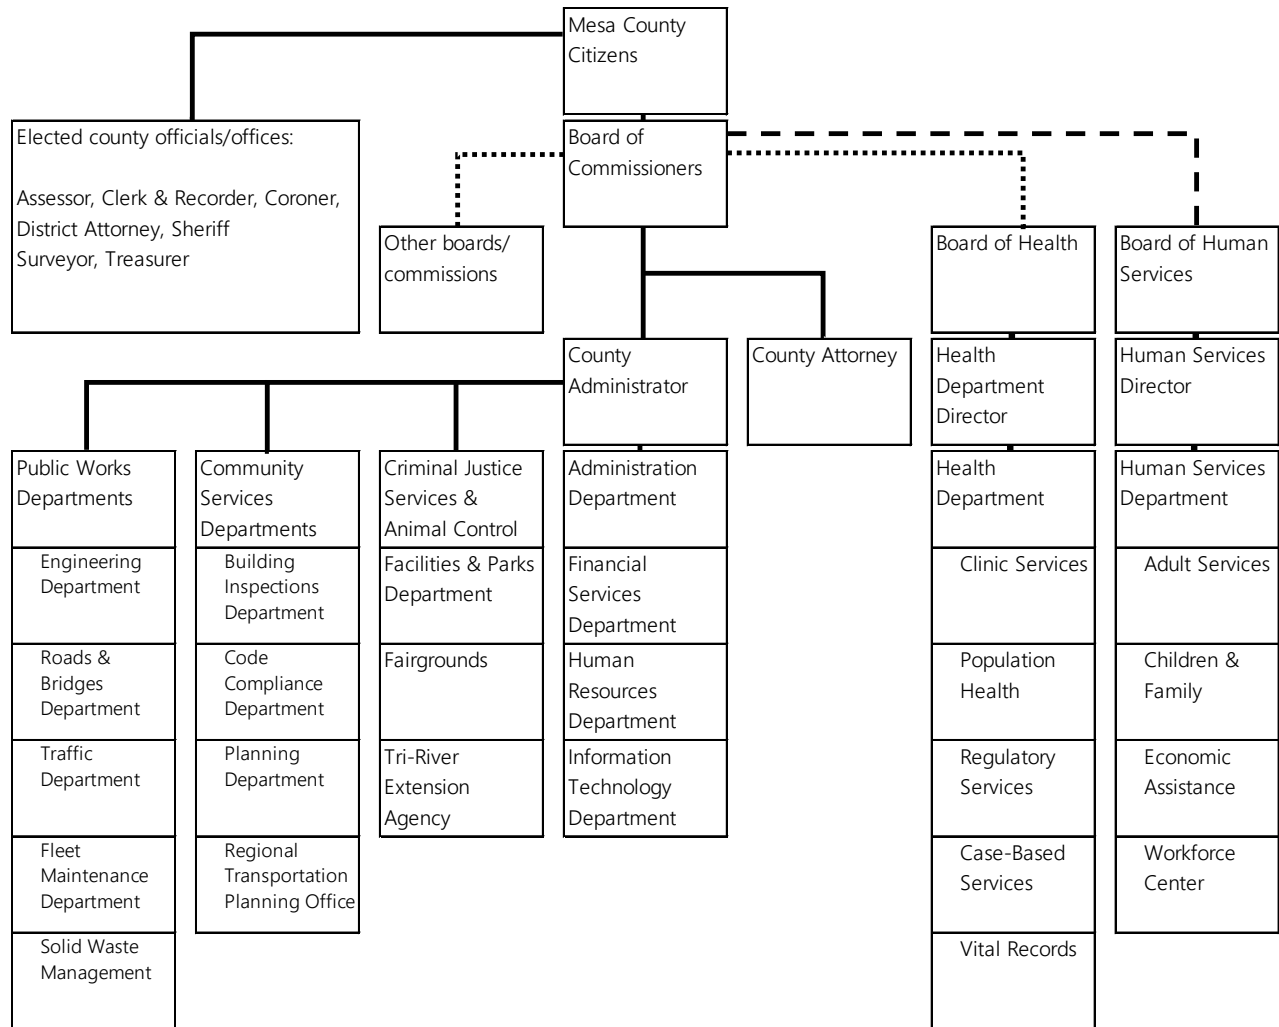 Mesa County
Citizens
Elected county officials/offices:
Assessor, Clerk & Recorder, Coroner,
District Attorney, Sheriff
Surveyor, Treasurer
Board of
Commissioners
Other boards/
commissions
Board of Health
Board of Human
Services
County
Administrator
County Attorney
Health
Department
Director
Human Services
Director
Public Works
Departments
Community
Services
Departments
Criminal Justice
Services &
Animal Control
Administration
Department
Health
Department
Human Services
Department
Engineering
Department
Building
Inspections
Department
Facilities & Parks
Department
Financial
Services
Department
Clinic Services
Adult Services
Roads &
Bridges
Department
Code
Compliance
Department
Fairgrounds
Human
Resources
Department
Population
Health
Children &
Family
Traffic
Department
Planning
Department
Tri-River
Extension
Agency
Information
Technology
Department
Regulatory
Services
Economic
Assistance
Fleet
Maintenance
Department
Regional
Transportation
Planning Office
Case-Based
Services
Workforce
Center
Solid Waste
Management
Vital Records